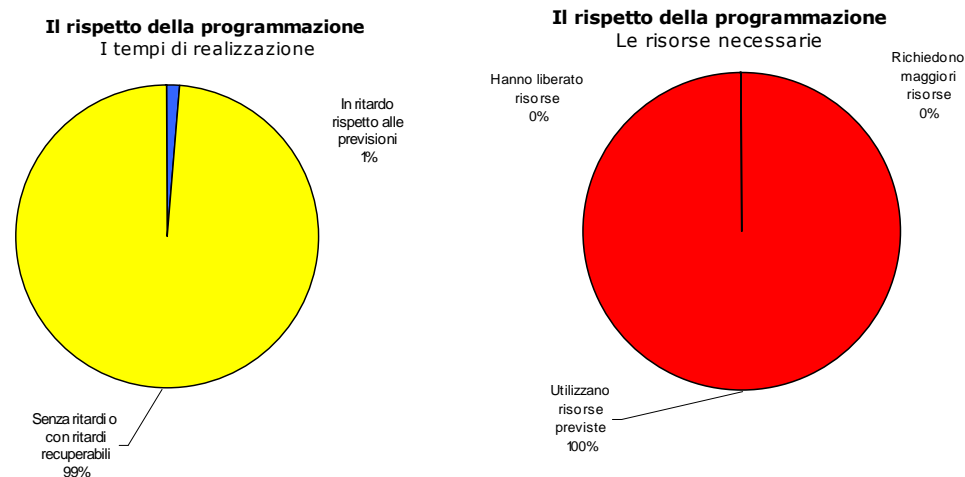 Il rispetto della programmazione
I tempi di realizzazione
In ritardo
rispetto alle
previsioni
1%
Senza ritardi o
con ritardi
recuperabili
99%
Il rispetto della programmazione
Le risorse necessarie
Hanno liberato
risorse
0%
Richiedono
maggiori
risorse
0%
Utilizzano
risorse
previste
100%